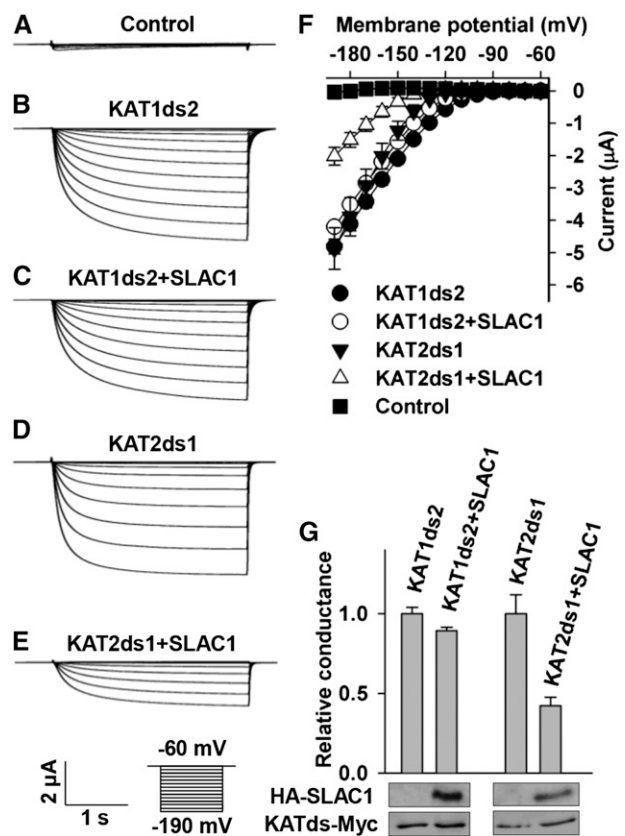 A
Control
B
KAT1ds2
C
KAT1ds2+SLAC1
D
KAT2ds1
E
KAT2ds1+SLAC1
2 µA
1 s
-60 mV
-190 mV
F
Membrane potential (mV)
-180 -150 -120 -90 -60
0
-1
-2
-3
-4
-5
-6
Current (µA)
KAT1ds2
KAT1ds2+SLAC1
KAT2ds1
KAT2ds1+SLAC1
Control
G
KAT1ds2
KAT1ds2+SLAC1
KAT2ds1
KAT2ds1+SLAC1
Relative conductance
1.0
0.5
0.0
HA-SLAC1
KATds-Myc